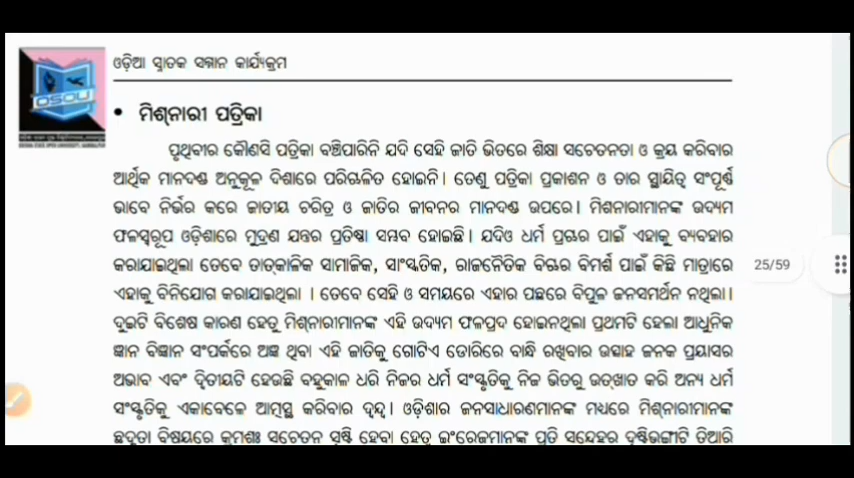 ଓଡ଼ିଆ ସ୍ନାତକ ସମ୍ମାନ କାର୍ଯ୍ୟକ୍ରମ
OSOU
• ମିଶ୍‌ନାରୀ ପତ୍ରିକା
ପୃଥିବୀର କୌଣସି ପତ୍ରିକା ବଞ୍ଚିପାରିନି ଯଦି ସେହି ଜାତି ଭିତରେ ଶିକ୍ଷା ସଚେତନତା ଓ କ୍ରୟ କରିବାର
ଆର୍ଥିକ ମାନଦଣ୍ଡ ଅନୁକୂଳ ଦିଶାରେ ପରିଚ୍ଛଳିତ ହୋଇନି। ତେଣୁ ପତ୍ରିକା ପ୍ରକାଶନ ଓ ତାର ସ୍ଥାୟିତ୍ୱ ସଂପୂର୍ଣ୍ଣ
ଭାବେ ନିର୍ଭର କରେ ଜାତୀୟ ଚରିତ୍ର ଓ ଜାତିର ଜୀବନର ମାନଦଣ୍ଡ ଉପରେ। ମିଶନାରୀମାନଙ୍କ ଉଦ୍ୟମ
ଫଳସ୍ୱରୂପ ଓଡ଼ିଶାରେ ମୁଦ୍ରଣ ଯନ୍ତ୍ରର ପ୍ରତିଷ୍ଠା ସମ୍ଭବ ହୋଇଛି। ଯଦିଓ ଧର୍ମ ପ୍ରଚ୍ଛର ପାଇଁ ଏହାକୁ ବ୍ୟବହାର
କରାଯାଇଥିଲା ତେବେ ତାତ୍‌କାଳିକ ସାମାଜିକ, ସାଂସ୍କୃତିକ, ରାଜନୈତିକ ବିଚ୍ଛର ବିମର୍ଶ ପାଇଁ କିଛି ମାତ୍ରାରେ
ଏହାକୁ ବିନିଯୋଗ କରାଯାଇଥିଲା । ତେବେ ସେହି ଓ ସମୟରେ ଏହାର ପଛରେ ବିପୁଳ ଜନସମର୍ଥନ ନଥିଲା।
ଦୁଇଟି ବିଶେଷ କାରଣ ହେତୁ ମିଶ୍‌ନାରୀମାନଙ୍କ ଏହି ଉଦ୍ୟମ ଫଳପ୍ରଦ ହୋଇନଥିଲା ପ୍ରଥମଟି ହେଲା ଆଧୁନିକ
ଜ୍ଞାନ ବିଜ୍ଞାନ ସଂପର୍କରେ ଅଜ୍ଞ ଥିବା ଏହି ଜାତିକୁ ଗୋଟିଏ ଡୋରିରେ ବାନ୍ଧି ରଖିବାର ଉତ୍ସାହ ଜନକ ପ୍ରୟାସର
ଅଭାବ ଏବଂ ଦ୍ୱିତୀୟଟି ହେଉଛି ବହୁକାଳ ଧରି ନିଜର ଧର୍ମ ସଂସ୍କୃତିକୁ ନିଜ ଭିତରୁ ଉତ୍‌ଖାତ କରି ଅନ୍ୟ ଧର୍ମ
ସଂସ୍କୃତିକୁ ଏକାବେଳେ ଆତ୍ମସ୍ଥ କରିବାର ଦ୍ୱନ୍ଦ୍ୱ। ଓଡ଼ିଶାର ଜନସାଧାରଣମାନଙ୍କ ମଧ୍ୟରେ ମିଶ୍‌ନାରୀମାନଙ୍କ
ଛଦ୍ମତା ବିଷୟରେ କ୍ରମଶଃ ସଚେତନ ସୃଷ୍ଟି ହେବା ହେତୁ ଇଂରେଜମାନଙ୍କ ପ୍ରତି ସନ୍ଦେହର ଦୃଷ୍ଟିଭଙ୍ଗୀଟି ତିଆରି
25/59